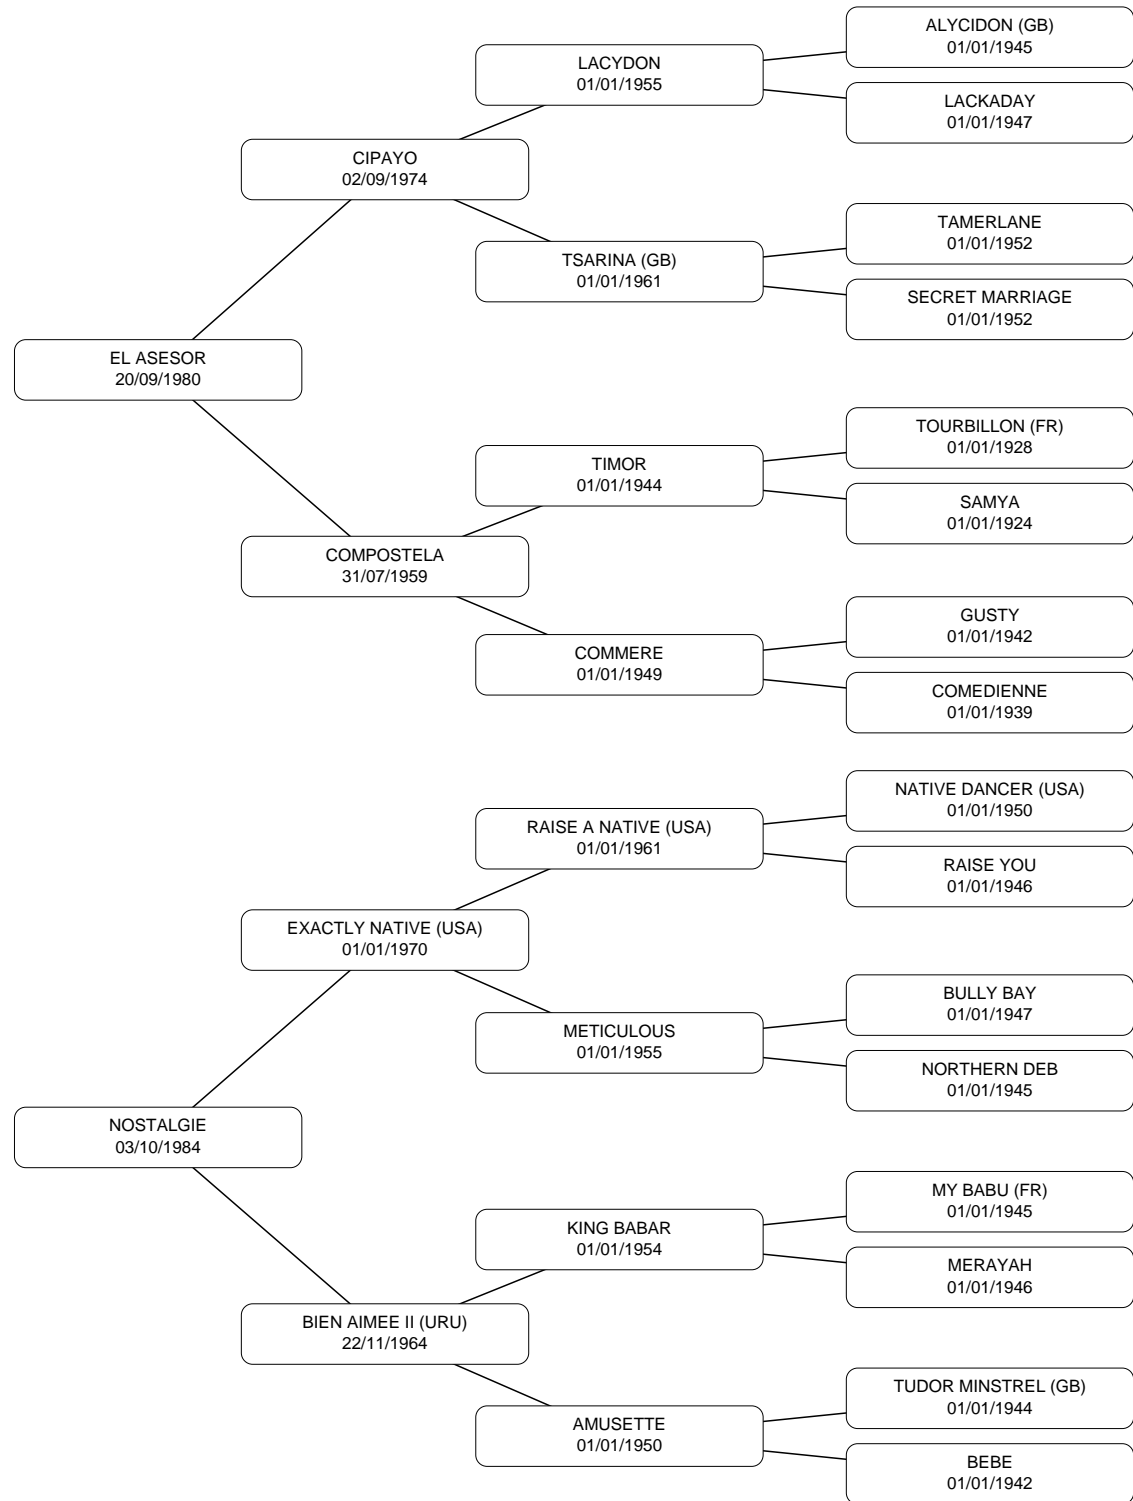 ALYCIDON (GB)
01/01/1945
LACYDON
01/01/1955
LACKADAY
01/01/1947
CIPAYO
02/09/1974
TAMERLANE
01/01/1952
TSARINA (GB)
01/01/1961
SECRET MARRIAGE
01/01/1952
EL ASESOR
20/09/1980
TOURBILLON (FR)
01/01/1928
TIMOR
01/01/1944
SAMYA
01/01/1924
COMPOSTELA
31/07/1959
GUSTY
01/01/1942
COMMERE
01/01/1949
COMEDIENNE
01/01/1939
NATIVE DANCER (USA)
01/01/1950
RAISE A NATIVE (USA)
01/01/1961
RAISE YOU
01/01/1946
EXACTLY NATIVE (USA)
01/01/1970
BULLY BAY
01/01/1947
METICULOUS
01/01/1955
NORTHERN DEB
01/01/1945
NOSTALGIE
03/10/1984
MY BABU (FR)
01/01/1945
KING BABAR
01/01/1954
MERAYAH
01/01/1946
BIEN AIMEE II (URU)
22/11/1964
TUDOR MINSTREL (GB)
01/01/1944
AMUSETTE
01/01/1950
BEBE
01/01/1942